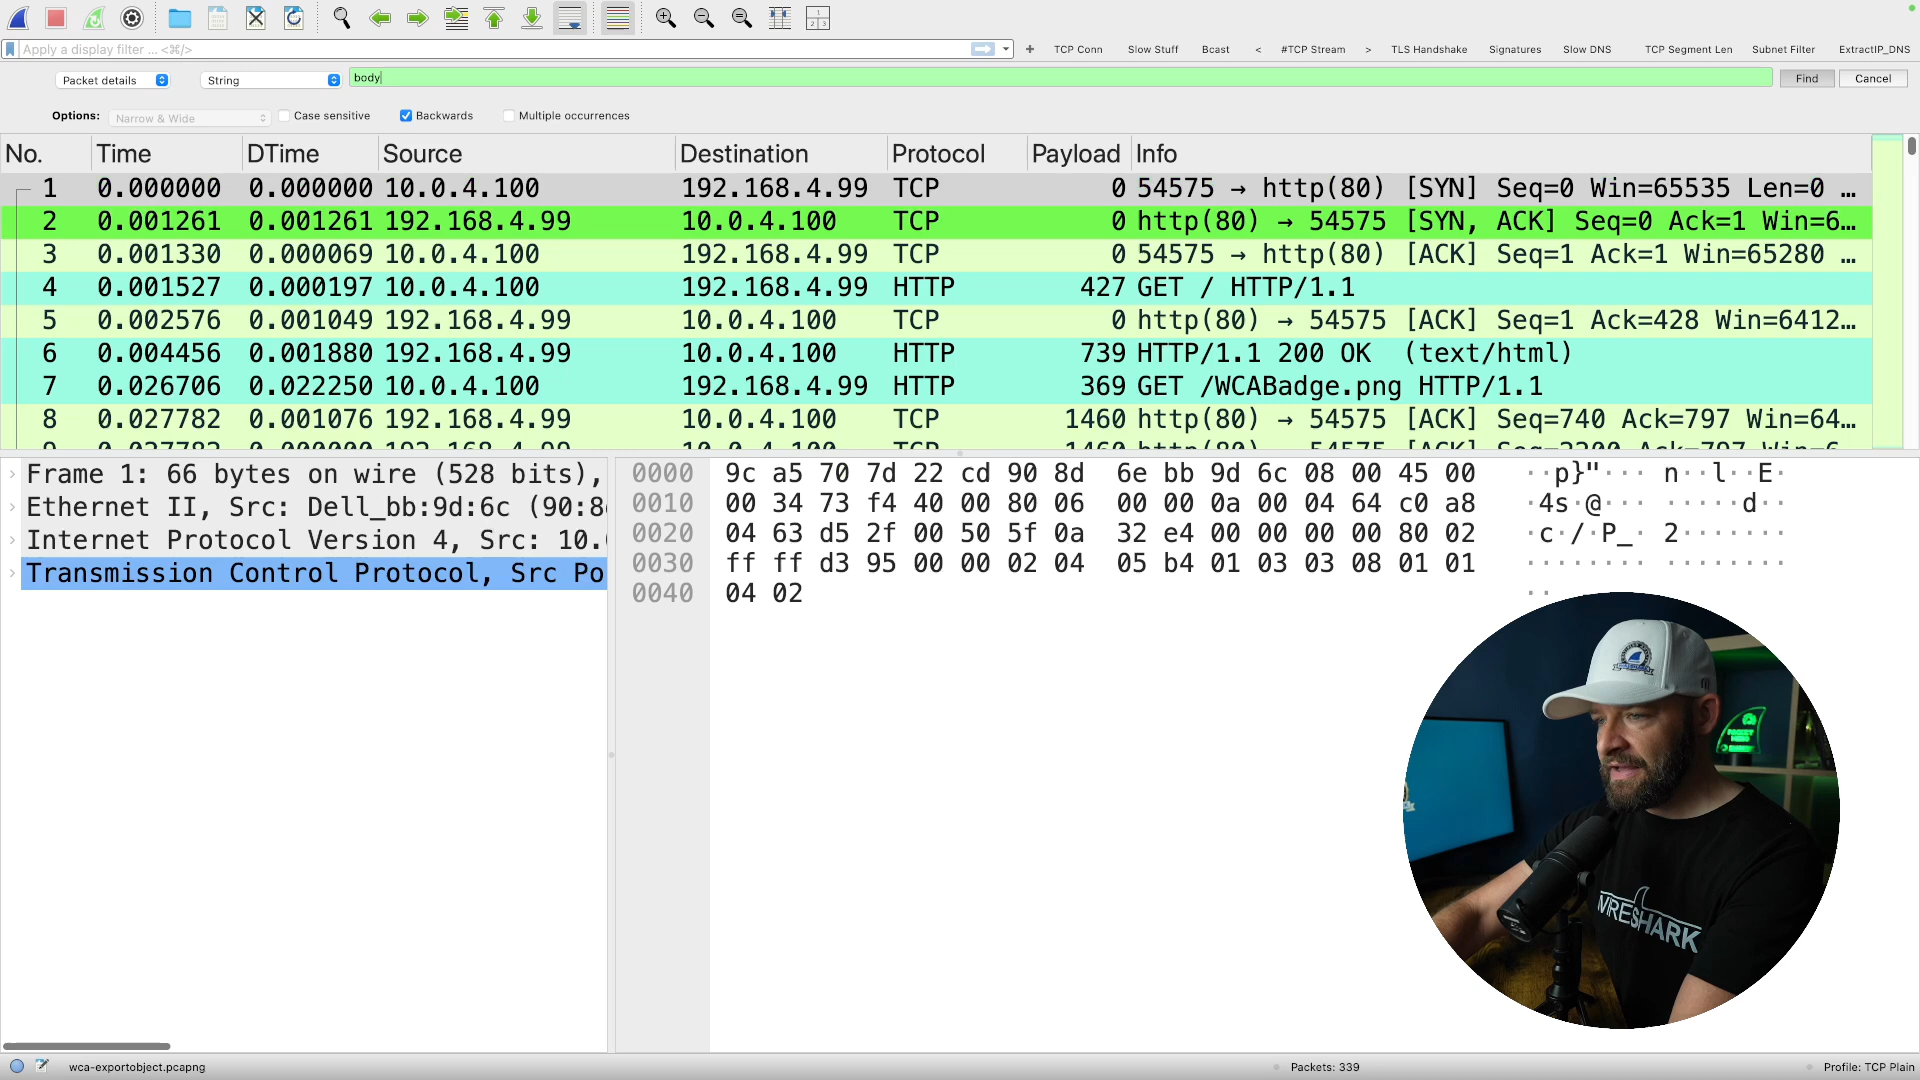 Apply a display filter ... <⌘/>
+ TCP Conn Slow Stuff Bcast < #TCP Stream > TLS Handshake Signatures Slow DNS TCP Segment Len Subnet Filter ExtractIP_DNS
Packet details String body Find Cancel
Options: Narrow & Wide Case sensitive Backwards Multiple occurrences
No. Time DTime Source Destination Protocol Payload Info
1 0.000000 0.000000 10.0.4.100 192.168.4.99 TCP 0 54575 → http(80) [SYN] Seq=0 Win=65535 Len=0 …
2 0.001261 0.001261 192.168.4.99 10.0.4.100 TCP 0 http(80) → 54575 [SYN, ACK] Seq=0 Ack=1 Win=6…
3 0.001330 0.000069 10.0.4.100 192.168.4.99 TCP 0 54575 → http(80) [ACK] Seq=1 Ack=1 Win=65280 …
4 0.001527 0.000197 10.0.4.100 192.168.4.99 HTTP 427 GET / HTTP/1.1
5 0.002576 0.001049 192.168.4.99 10.0.4.100 TCP 0 http(80) → 54575 [ACK] Seq=1 Ack=428 Win=6412…
6 0.004456 0.001880 192.168.4.99 10.0.4.100 HTTP 739 HTTP/1.1 200 OK (text/html)
7 0.026706 0.022250 10.0.4.100 192.168.4.99 HTTP 369 GET /WCABadge.png HTTP/1.1
8 0.027782 0.001076 192.168.4.99 10.0.4.100 TCP 1460 http(80) → 54575 [ACK] Seq=740 Ack=797 Win=64…
Frame 1: 66 bytes on wire (528 bits),
Ethernet II, Src: Dell_bb:9d:6c (90:8
Internet Protocol Version 4, Src: 10.
Transmission Control Protocol, Src Po
0000 9c a5 70 7d 22 cd 90 8d 6e bb 9d 6c 08 00 45 00 ··p}"··· n··l··E·
0010 00 34 73 f4 40 00 80 06 00 00 0a 00 04 64 c0 a8 ·4s·@··· ·····d··
0020 04 63 d5 2f 00 50 5f 0a 32 e4 00 00 00 00 80 02 ·c·/·P_· 2·······
0030 ff ff d3 95 00 00 02 04 05 b4 01 03 03 08 01 01 ········ ········
0040 04 02 ··
WIRESHARK
wca-exportobject.pcapng Packets: 339 Profile: TCP Plain